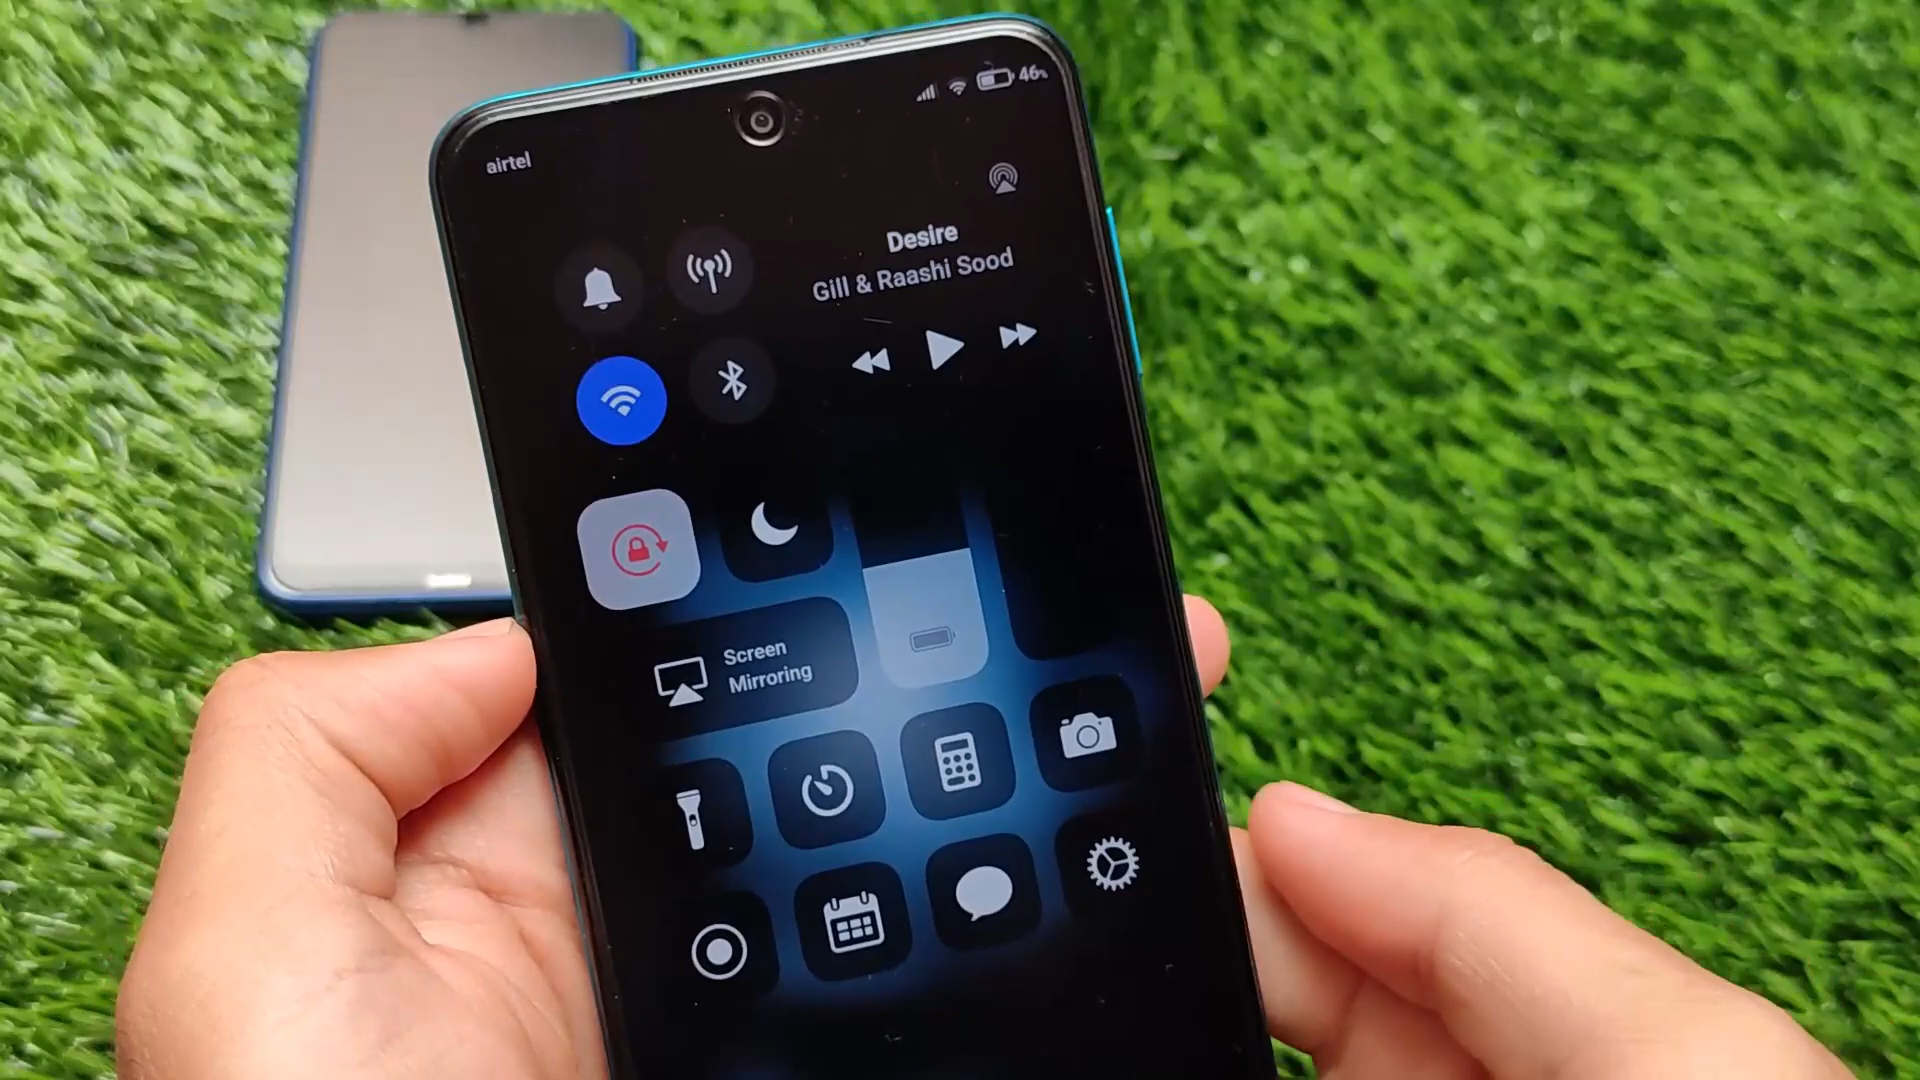 46%
airtel
Desire
Gill & Raashi Sood
Screen
Mirroring